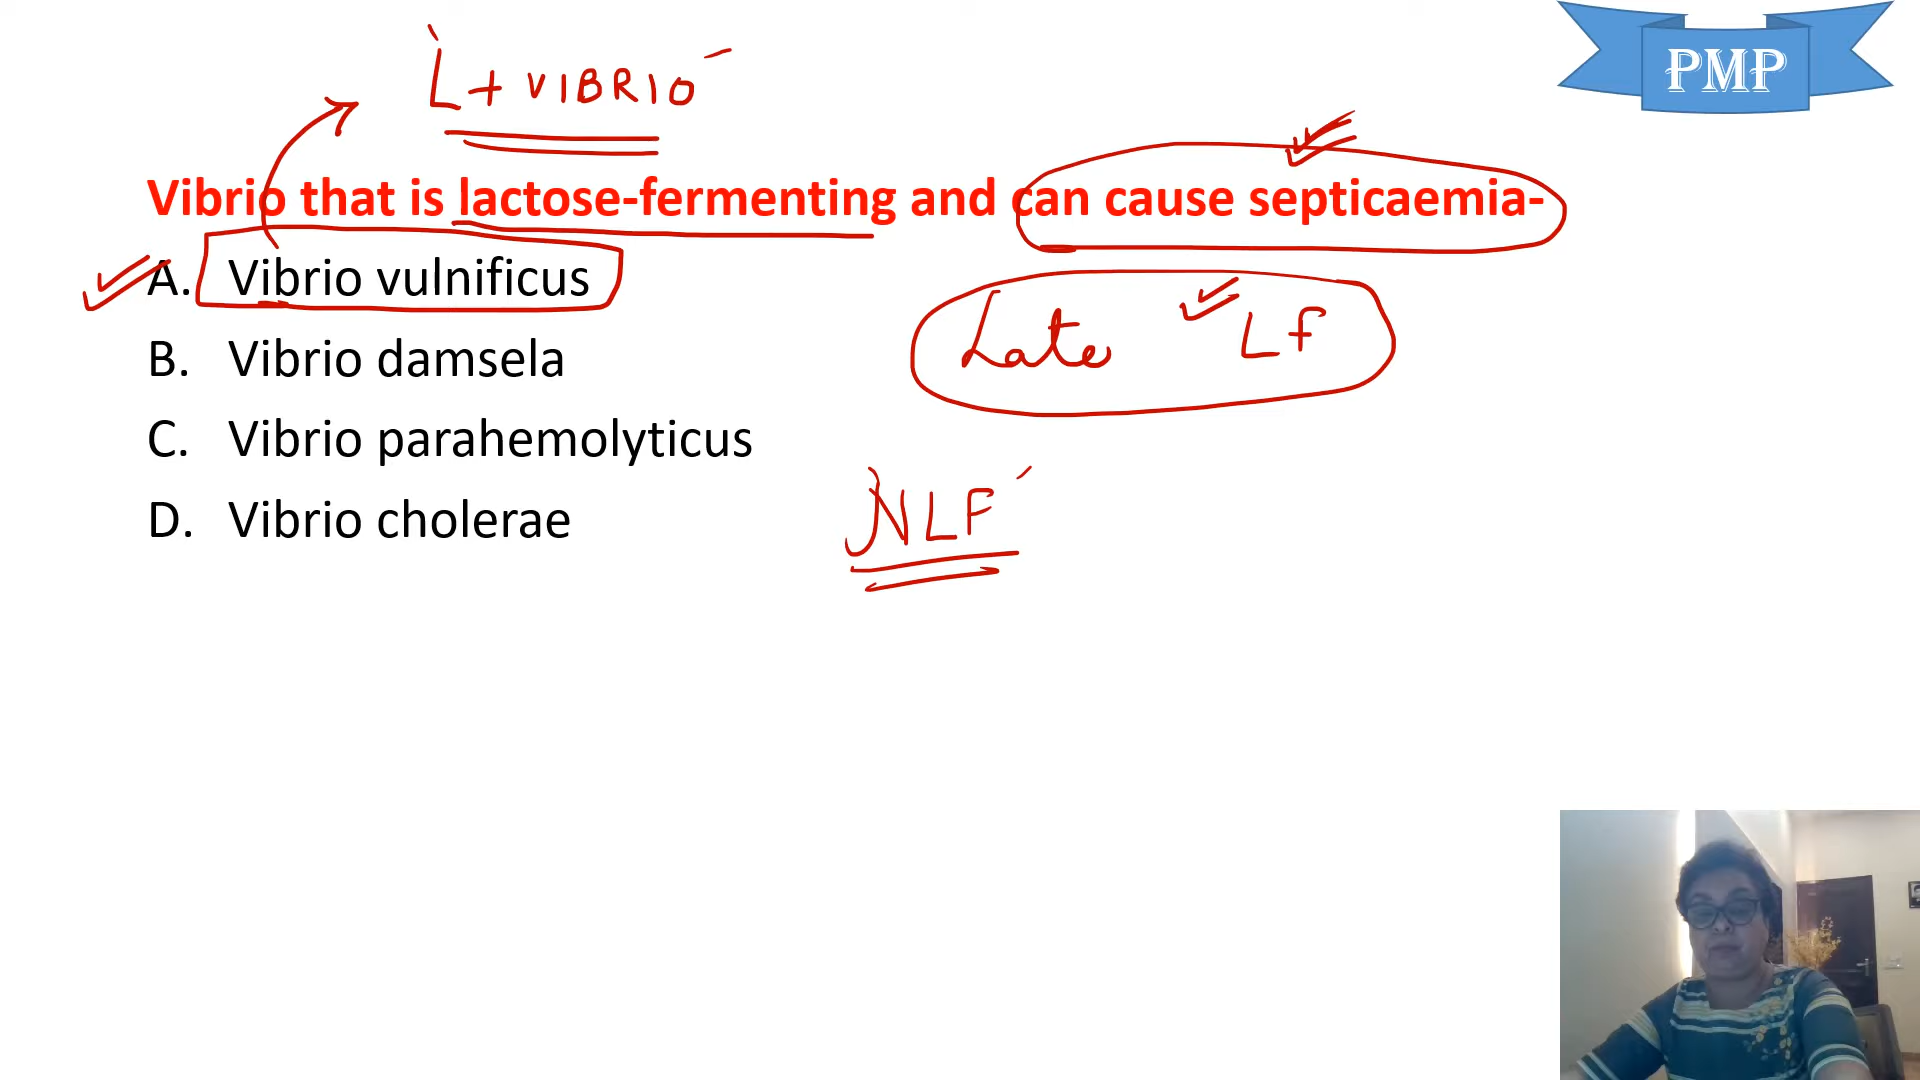 L + VIBRIO
PMP
Vibrio that is lactose-fermenting and can cause septicaemia-
A. Vibrio vulnificus
Late LF
B. Vibrio damsela
C. Vibrio parahemolyticus
NLF
D. Vibrio cholerae